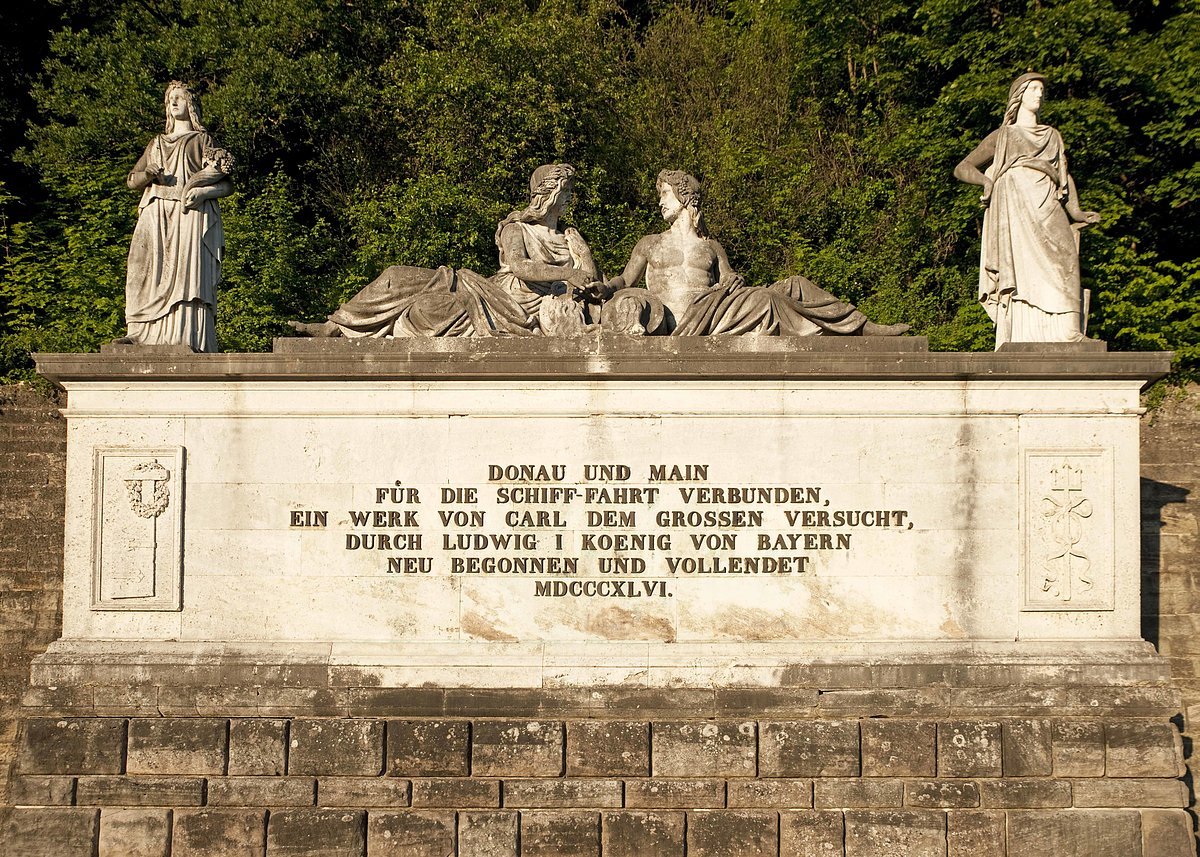 DONAU UND MAIN
FÜR DIE SCHIFF-FAHRT VERBUNDEN,
EIN WERK VON CARL DEM GROSSEN VERSUCHT,
DURCH LUDWIG I KOENIG VON BAYERN
NEU BEGONNEN UND VOLLENDET
MDCCCXLVI.